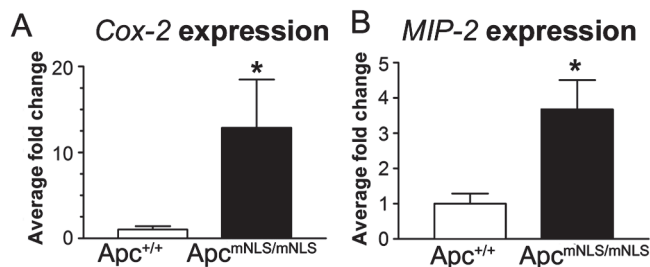 A Cox-2 expression
Average fold change
20
10
0
*
Apc+/+ ApcmNLS/mNLS
B MIP-2 expression
Average fold change
5
4
3
2
1
0
*
Apc+/+ ApcmNLS/mNLS